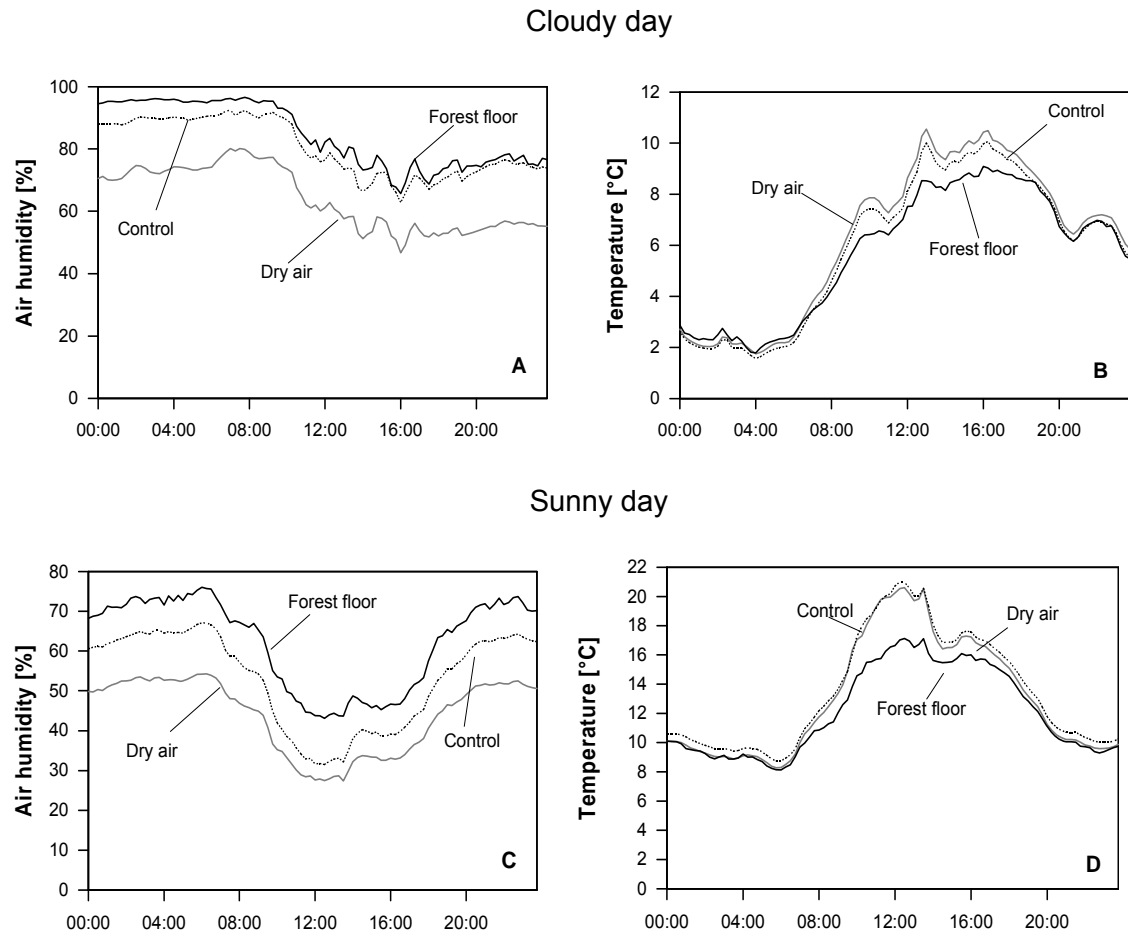 Cloudy day
Air humidity [%]
100
80
60
40
20
0
Forest floor
Control
Dry air
A
00:00 04:00 08:00 12:00 16:00 20:00
Temperature [°C]
12
10
8
6
4
2
0
Control
Dry air
Forest floor
B
00:00 04:00 08:00 12:00 16:00 20:00
Sunny day
Air humidity [%]
80
70
60
50
40
30
20
10
0
Forest floor
Dry air
Control
C
00:00 04:00 08:00 12:00 16:00 20:00
Temperature [°C]
22
20
18
16
14
12
10
8
6
4
2
0
Control
Dry air
Forest floor
D
00:00 04:00 08:00 12:00 16:00 20:00